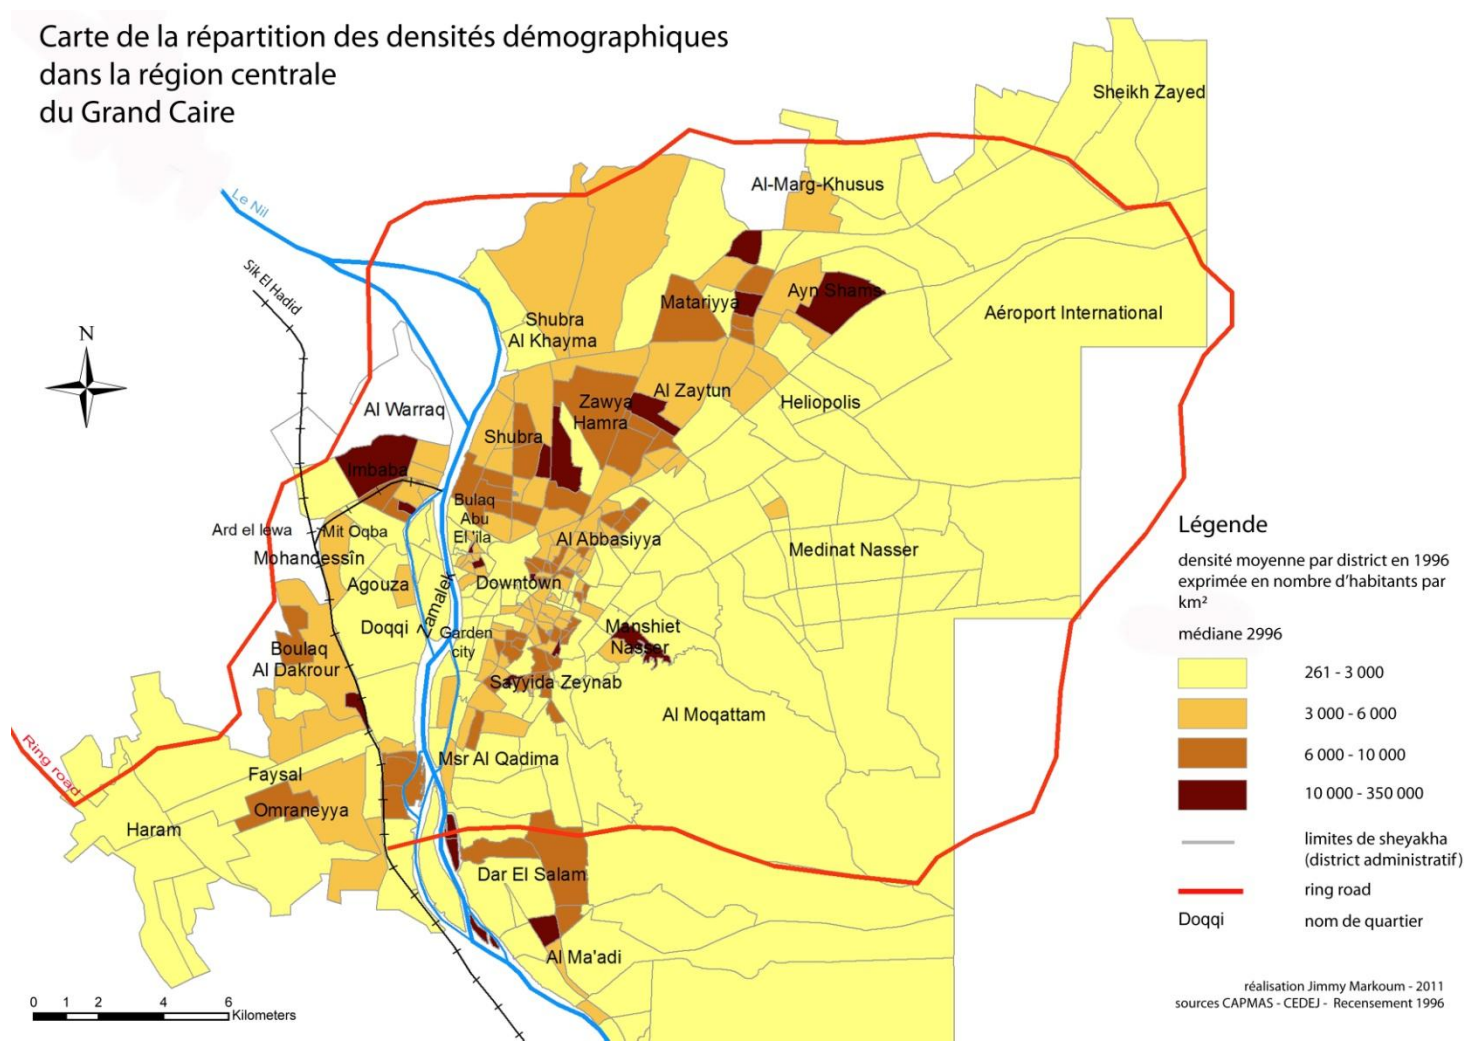 Carte de la répartition des densités démographiques
dans la région centrale
du Grand Caire
Sheikh Zayed
Al-Marg-Khusus
Le Nil
Sik El Hadid
N
Ayn Shams
Matariyya
Aéroport International
Shubra
Al Khayma
Al Zaytun
Heliopolis
Zawya
Hamra
Al Warraq
Shubra
Imbaba
Bulaq
Abu
El 'ila
Ard el lewa
Mit Oqba
Al Abbasiyya
Medinat Nasser
Mohandessîn
Agouza
Zamalek
Downtown
Doqqi
Garden
city
Manshiet
Nasser
Boulaq
Al Dakrour
Sayyida Zeynab
Al Moqattam
Ring road
Faysal
Msr Al Qadima
Omraneyya
Haram
Dar El Salam
Al Ma'adi
0 1 2 4 6
Kilometers
Légende
densité moyenne par district en 1996
exprimée en nombre d'habitants par
km²
médiane 2996
261 - 3 000
3 000 - 6 000
6 000 - 10 000
10 000 - 350 000
limites de sheyakha
(district administratif)
ring road
Doqqi nom de quartier
réalisation Jimmy Markoum - 2011
sources CAPMAS - CEDEJ - Recensement 1996